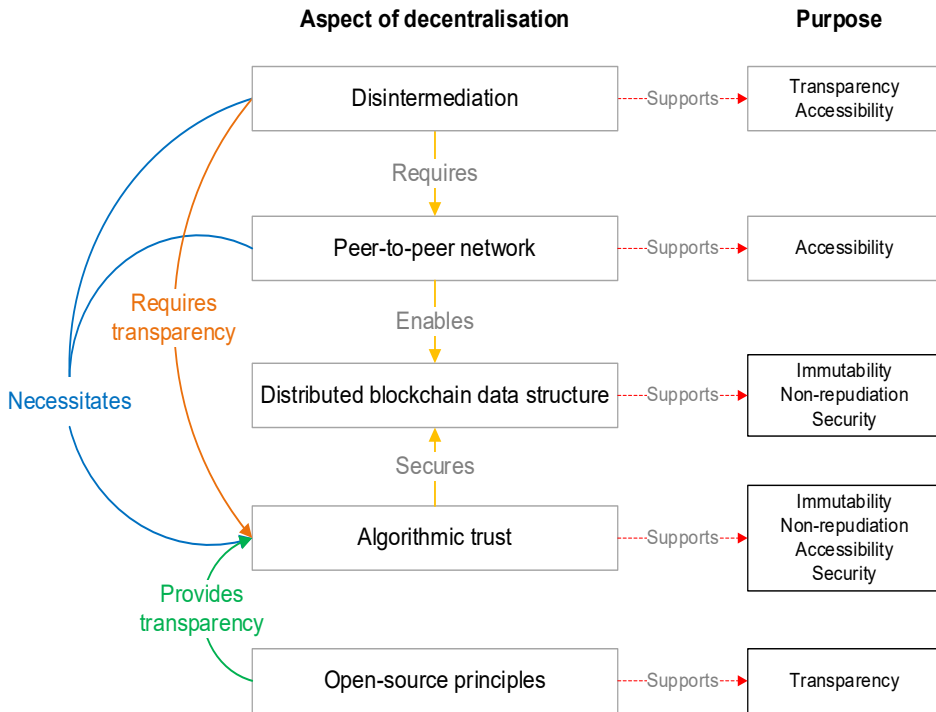 Aspect of decentralisation
Purpose
Disintermediation
Supports
Transparency
Accessibility
Requires
Peer-to-peer network
Supports
Accessibility
Requires
transparency
Enables
Necessitates
Distributed blockchain data structure
Supports
Immutability
Non-repudiation
Security
Secures
Algorithmic trust
Supports
Immutability
Non-repudiation
Accessibility
Security
Provides
transparency
Open-source principles
Supports
Transparency